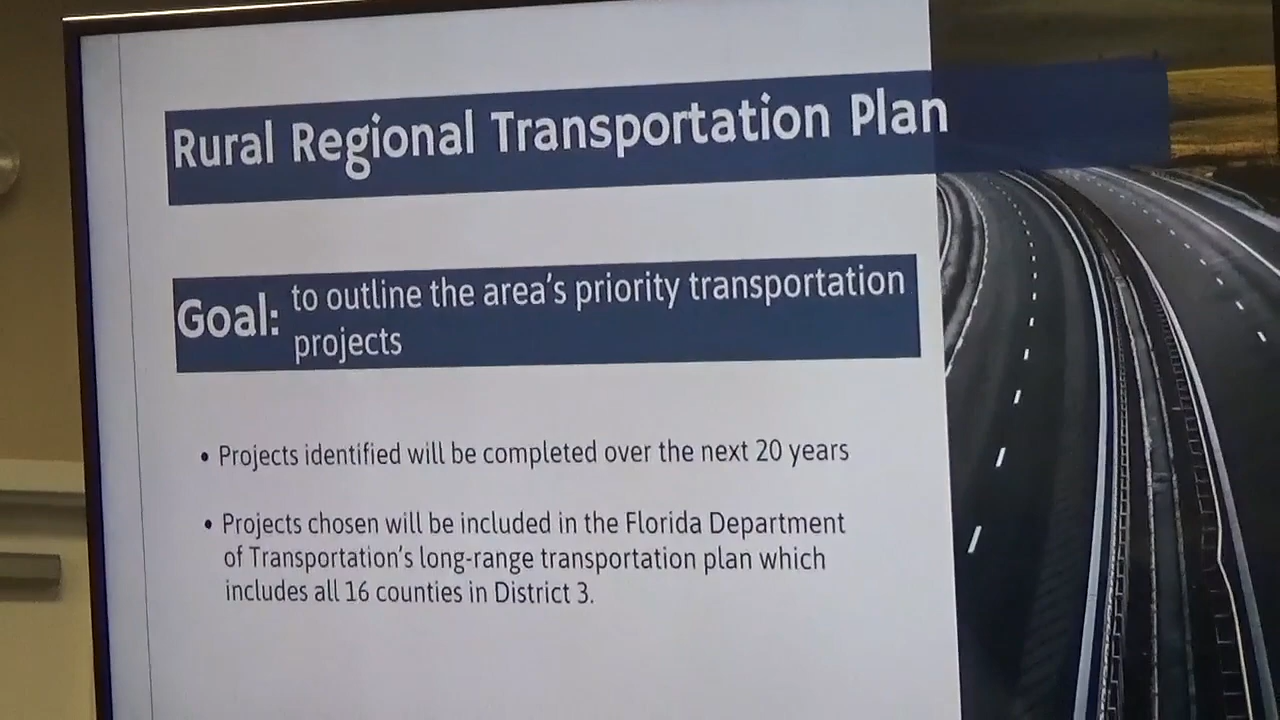 Rural Regional Transportation Plan
Goal: to outline the area's priority transportation
projects
• Projects identified will be completed over the next 20 years
• Projects chosen will be included in the Florida Department
of Transportation's long-range transportation plan which
includes all 16 counties in District 3.